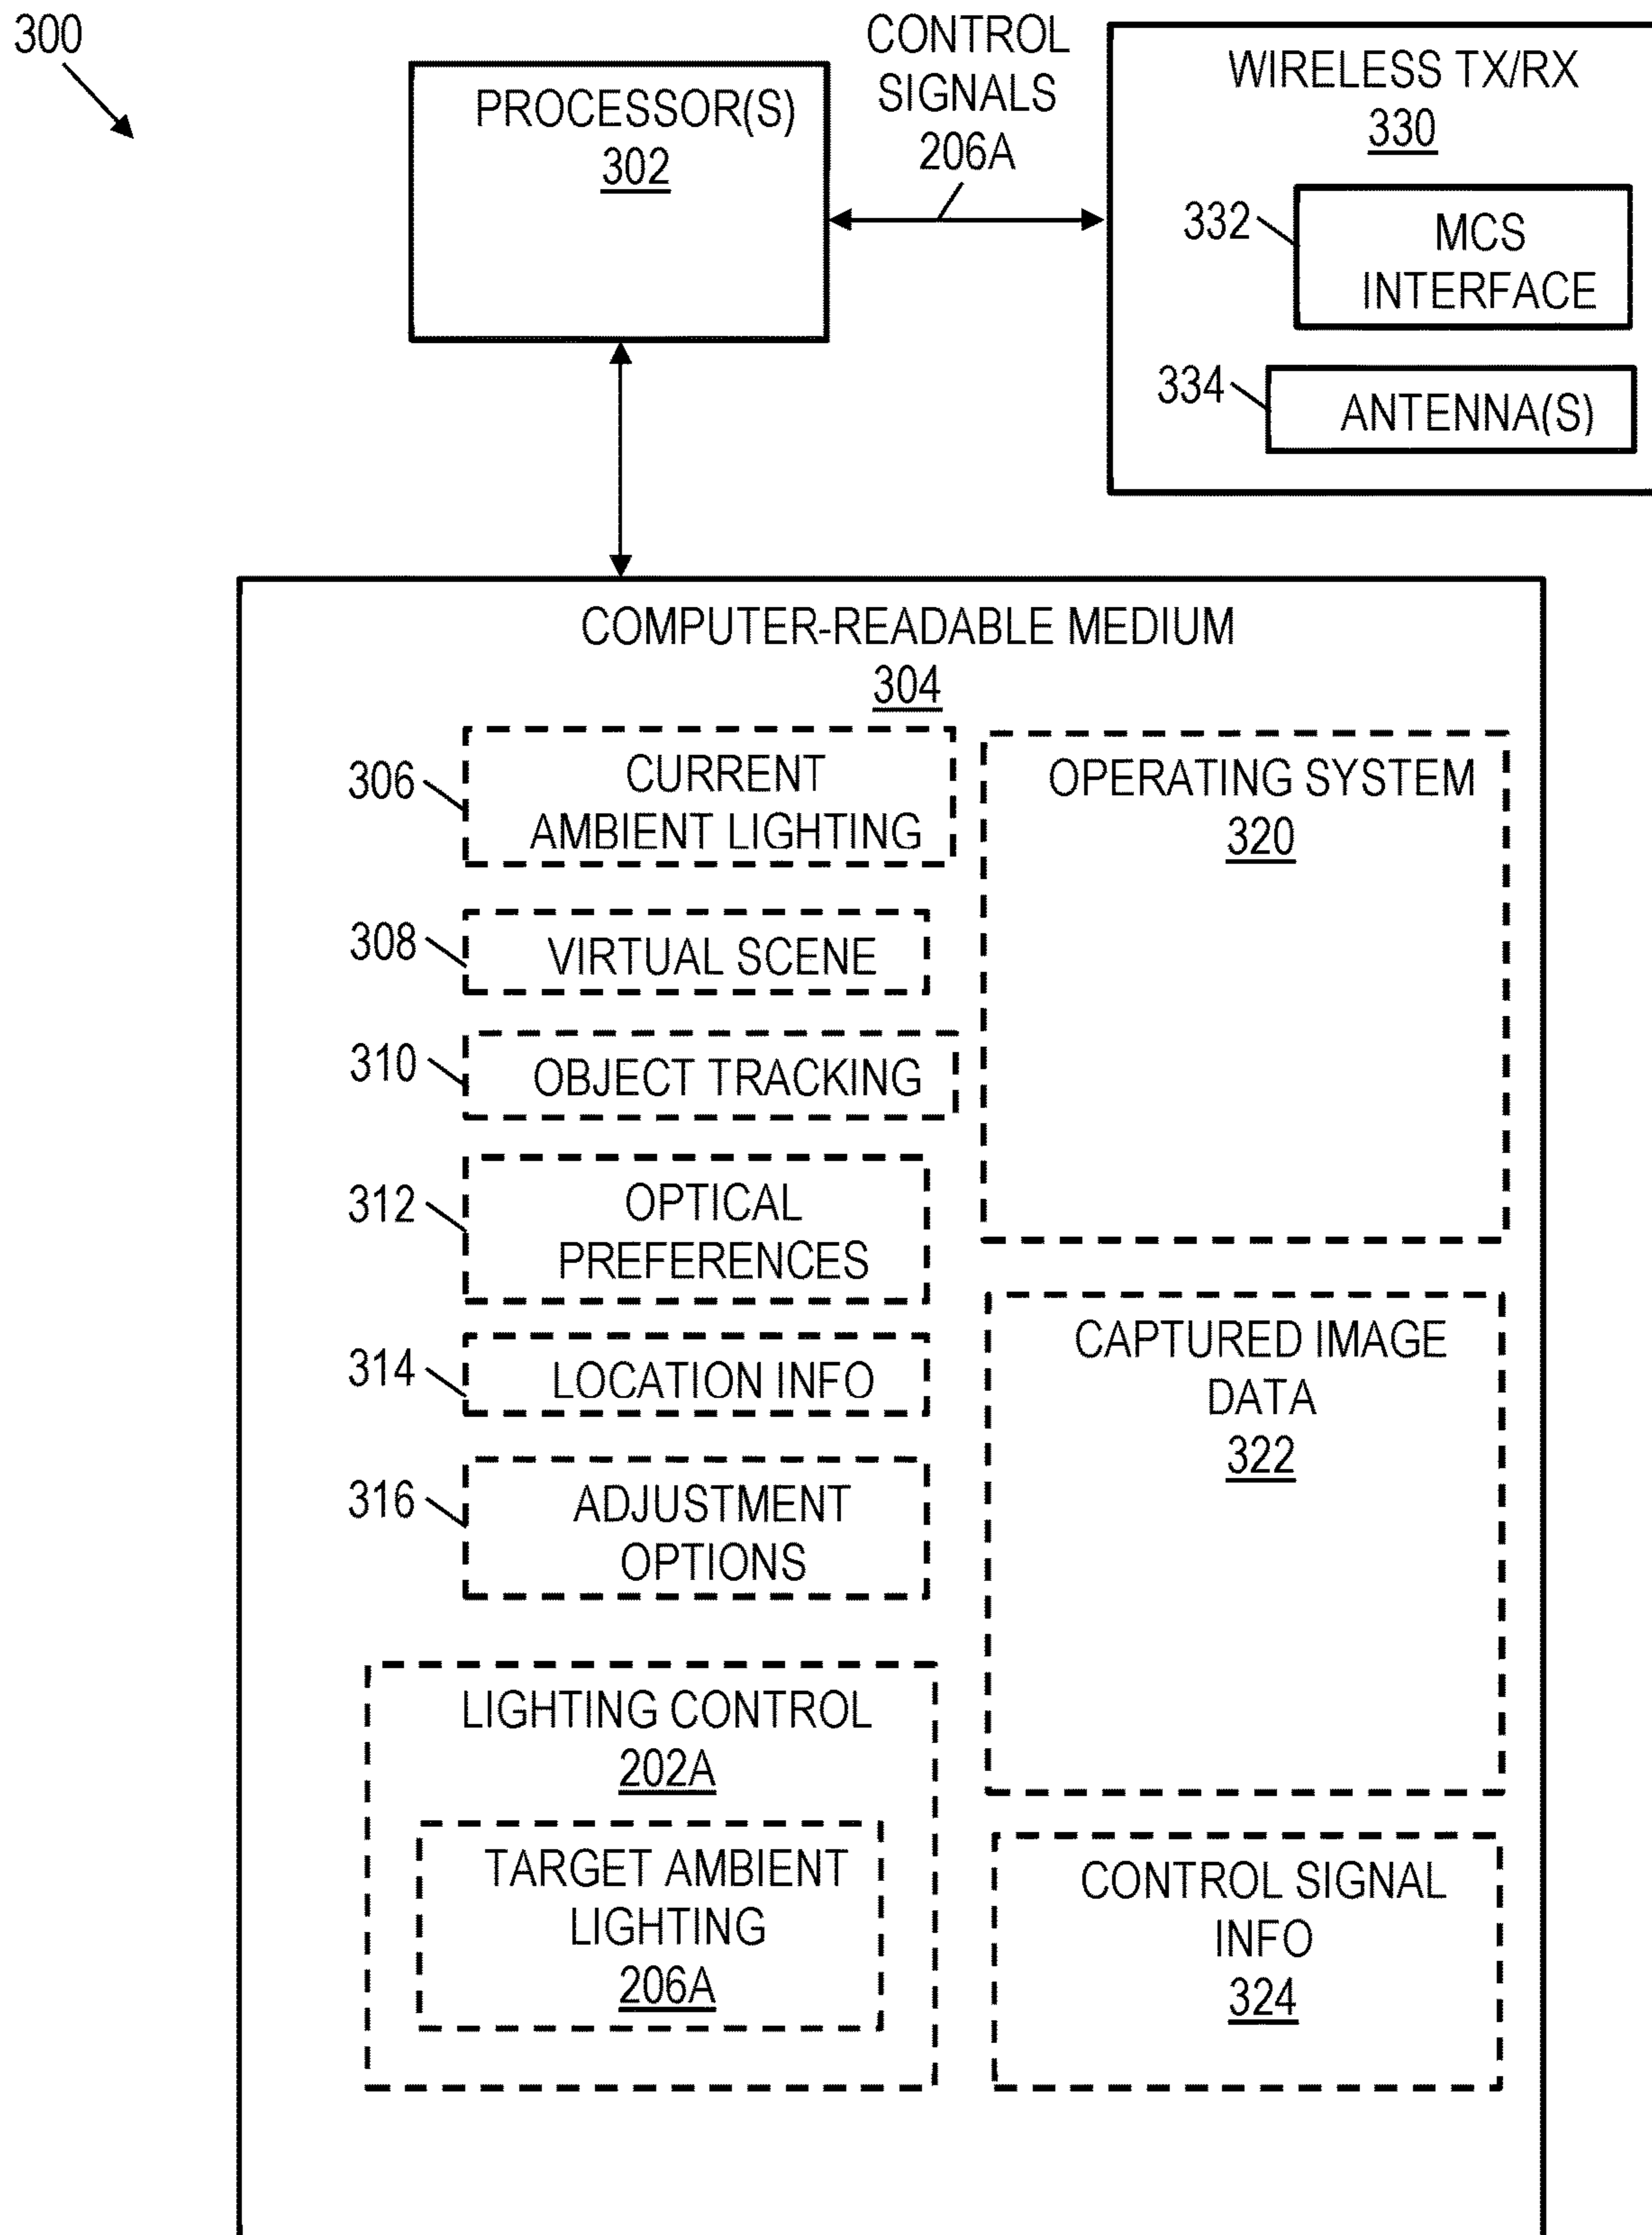 300
PROCESSOR(S)
302
CONTROL
SIGNALS
206A
WIRELESS TX/RX
330
332
MCS
INTERFACE
334
ANTENNA(S)
COMPUTER-READABLE MEDIUM
304
306
CURRENT
AMBIENT LIGHTING
308
VIRTUAL SCENE
310
OBJECT TRACKING
312
OPTICAL
PREFERENCES
314
LOCATION INFO
316
ADJUSTMENT
OPTIONS
LIGHTING CONTROL
202A
TARGET AMBIENT
LIGHTING
206A
OPERATING SYSTEM
320
CAPTURED IMAGE
DATA
322
CONTROL SIGNAL
INFO
324